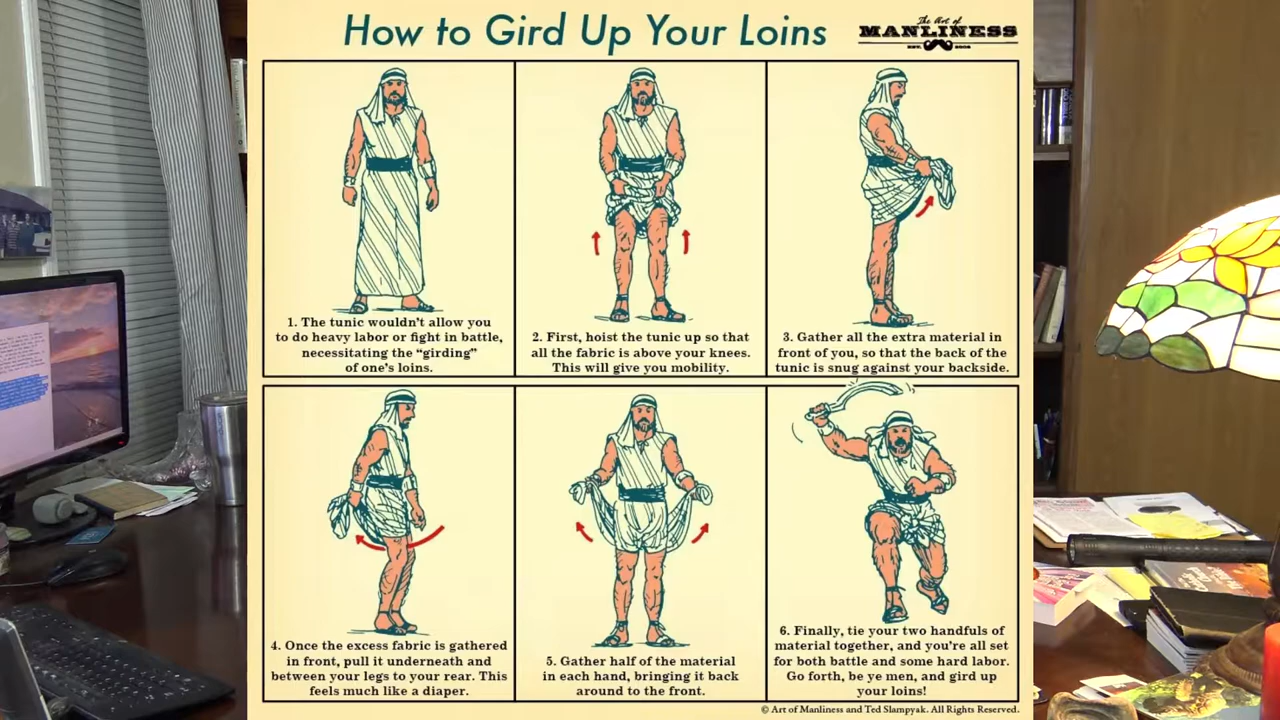 How to Gird Up Your Loins
The Art of
MANLINESS
EST. 2008
1. The tunic wouldn't allow you
to do heavy labor or fight in battle,
necessitating the "girding"
of one's loins.
2. First, hoist the tunic up so that
all the fabric is above your knees.
This will give you mobility.
3. Gather all the extra material in
front of you, so that the back of the
tunic is snug against your backside.
4. Once the excess fabric is gathered
in front, pull it underneath and
between your legs to your rear. This
feels much like a diaper.
5. Gather half of the material
in each hand, bringing it back
around to the front.
6. Finally, tie your two handfuls of
material together, and you're all set
for both battle and some hard labor.
Go forth, be ye men, and gird up
your loins!
© Art of Manliness and Ted Slampyak. All Rights Reserved.